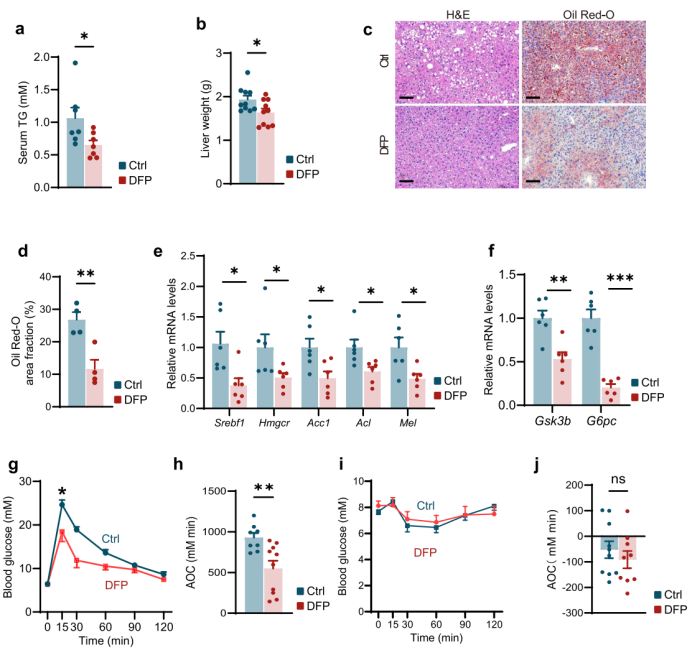 a
*
Serum TG (mM)
2.0
1.5
1.0
0.5
0.0
Ctrl
DFP
b
*
Liver weight (g)
3
2
1
0
Ctrl
DFP
c
H&E
Oil Red-O
Ctrl
DFP
d
**
Oil Red-O
area fraction (%)
40
30
20
10
0
Ctrl
DFP
e
* * * * *
Relative mRNA levels
2.5
2.0
1.5
1.0
0.5
0.0
Srebf1 Hmgcr Acc1 Acl Mel
Ctrl
DFP
f
** ***
Relative mRNA levels
1.5
1.0
0.5
0.0
Gsk3b G6pc
Ctrl
DFP
g
*
Blood glucose (mM)
30
20
10
0
Ctrl
DFP
0 15 30 60 90 120
Time (min)
h
**
AOC (mM min)
1500
1000
500
0
Ctrl
DFP
i
Blood glucose (mM)
10
8
6
4
2
0
Ctrl
DFP
0 15 30 60 90 120
Time (min)
j
ns
AOC( mM min)
200
100
0
-100
-200
-300
Ctrl
DFP